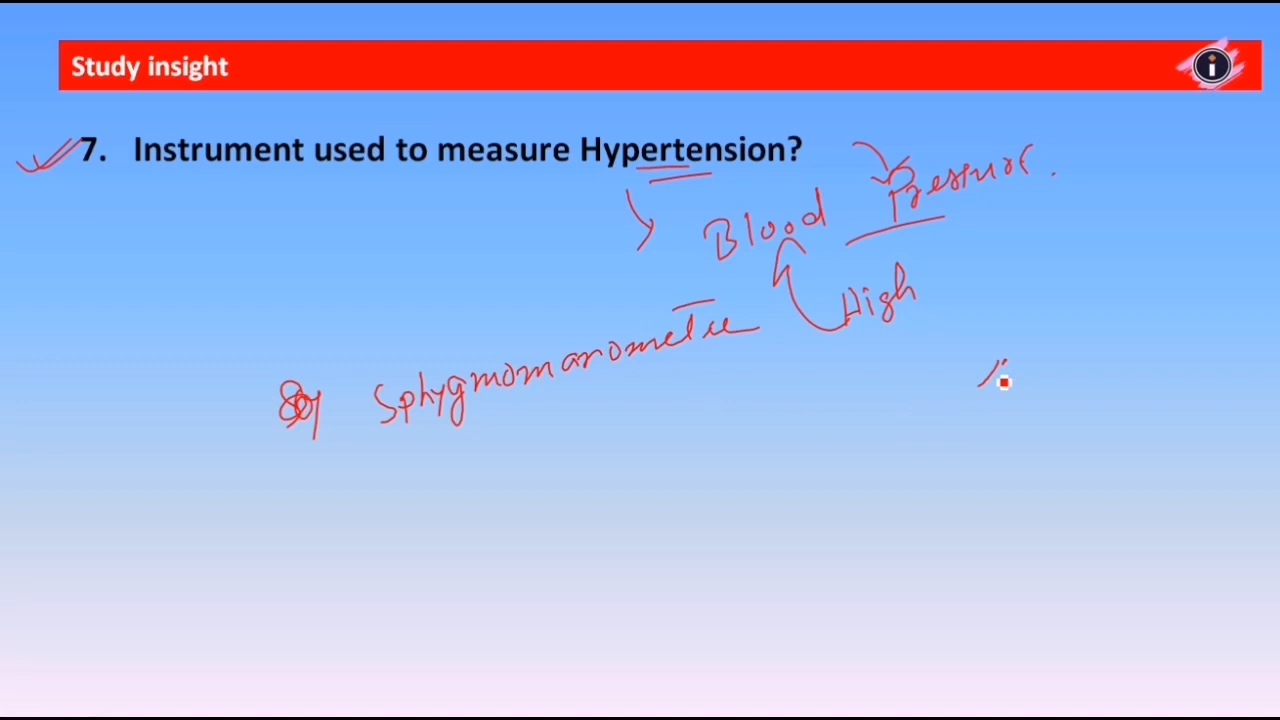 Study insight
7. Instrument used to measure Hypertension?
Blood Pressure.
High
Sphygmomanometer